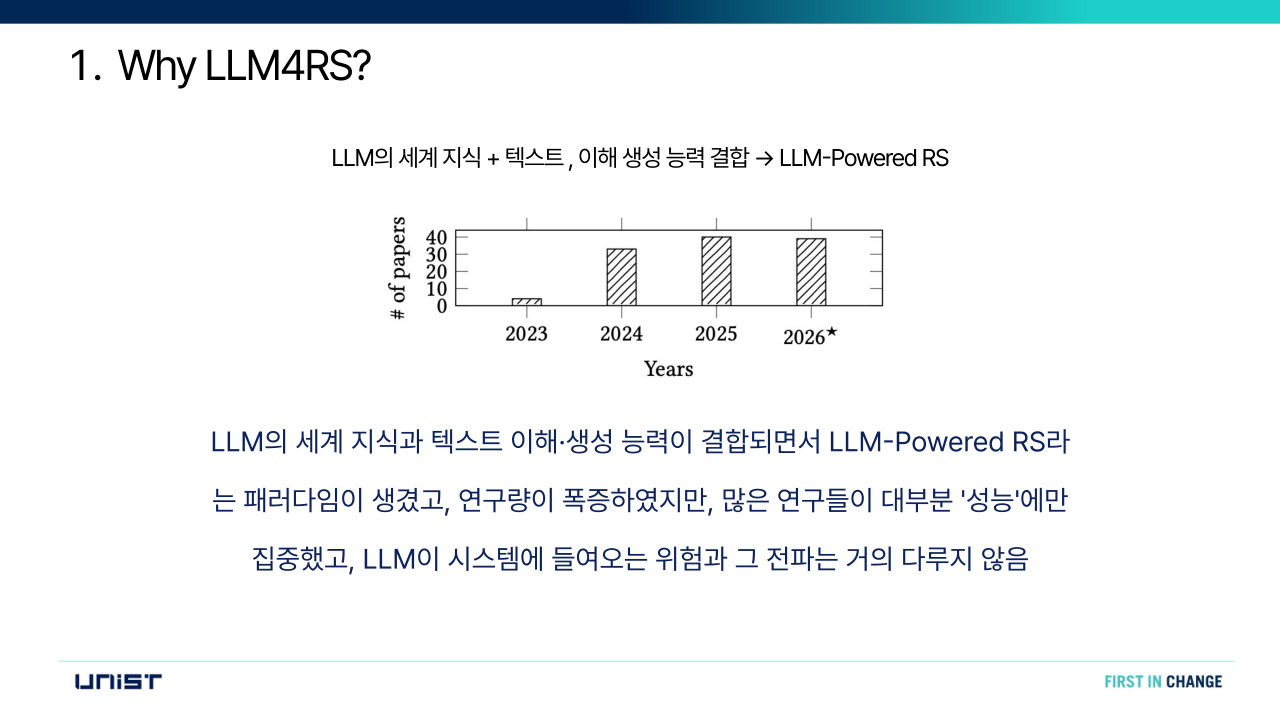 1. Why LLM4RS?
LLM의 세계 지식 + 텍스트 , 이해 생성 능력 결합 → LLM-Powered RS
# of papers
40
30
20
10
0
2023 2024 2025 2026★
Years
LLM의 세계 지식과 텍스트 이해·생성 능력이 결합되면서 LLM-Powered RS라
는 패러다임이 생겼고, 연구량이 폭증하였지만, 많은 연구들이 대부분 '성능'에만
집중했고, LLM이 시스템에 들여오는 위험과 그 전파는 거의 다루지 않음
UNIST
FIRST IN CHANGE